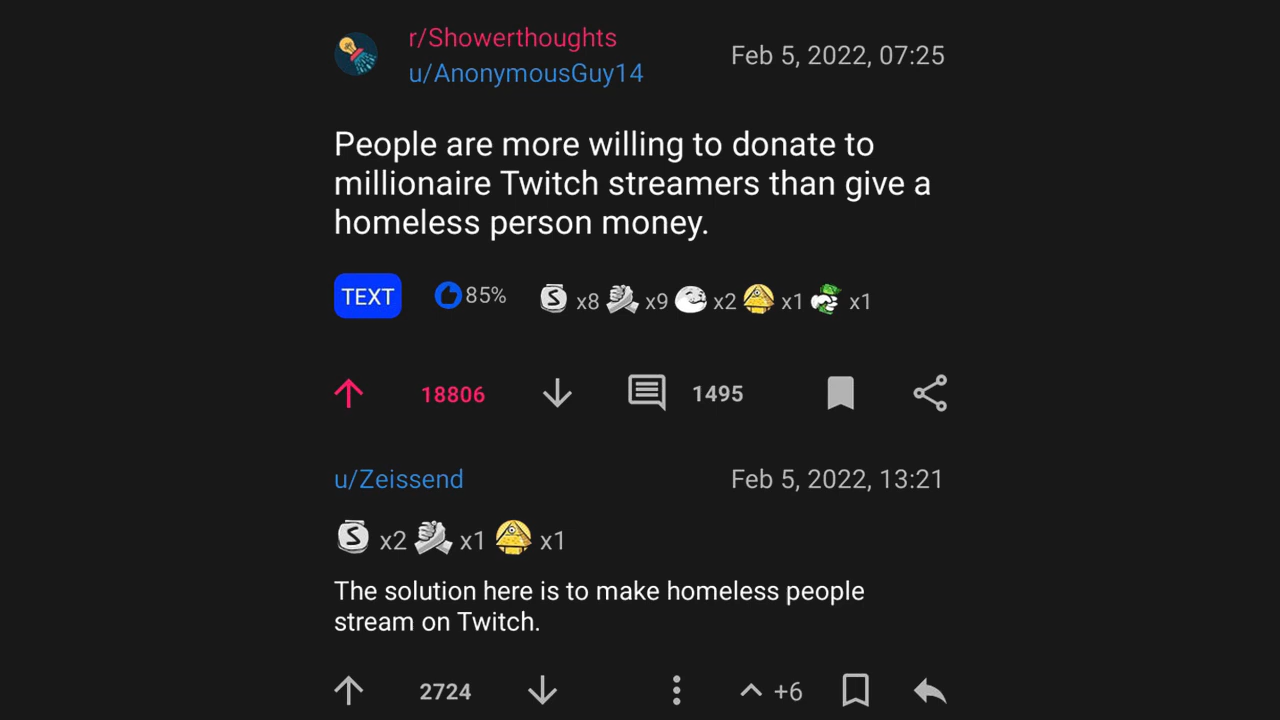 r/Showerthoughts
u/AnonymousGuy14
Feb 5, 2022, 07:25
People are more willing to donate to
millionaire Twitch streamers than give a
homeless person money.
TEXT 85% S x8 x9 x2 x1 x1
18806 1495
u/Zeissend
Feb 5, 2022, 13:21
S x2 x1 x1
The solution here is to make homeless people
stream on Twitch.
2724 +6